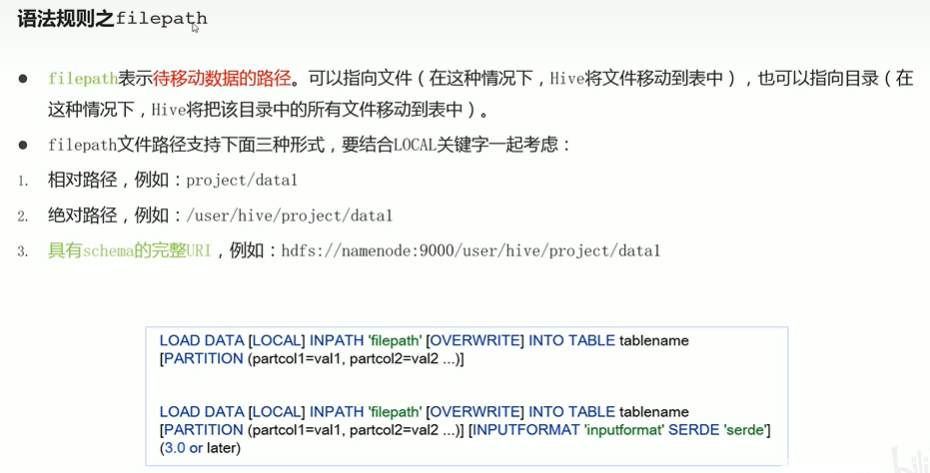 语法规则之filepath
● filepath表示待移动数据的路径。可以指向文件（在这种情况下，Hive将文件移动到表中），也可以指向目录（在
这种情况下，Hive将把该目录中的所有文件移动到表中）。
● filepath文件路径支持下面三种形式，要结合LOCAL关键字一起考虑：
1. 相对路径，例如：project/data1
2. 绝对路径，例如：/user/hive/project/data1
3. 具有schema的完整URI，例如：hdfs://namenode:9000/user/hive/project/data1
LOAD DATA [LOCAL] INPATH 'filepath' [OVERWRITE] INTO TABLE tablename
[PARTITION (partcol1=val1, partcol2=val2 ...)]
LOAD DATA [LOCAL] INPATH 'filepath' [OVERWRITE] INTO TABLE tablename
[PARTITION (partcol1=val1, partcol2=val2 ...)] [INPUTFORMAT 'inputformat' SERDE 'serde']
(3.0 or later)